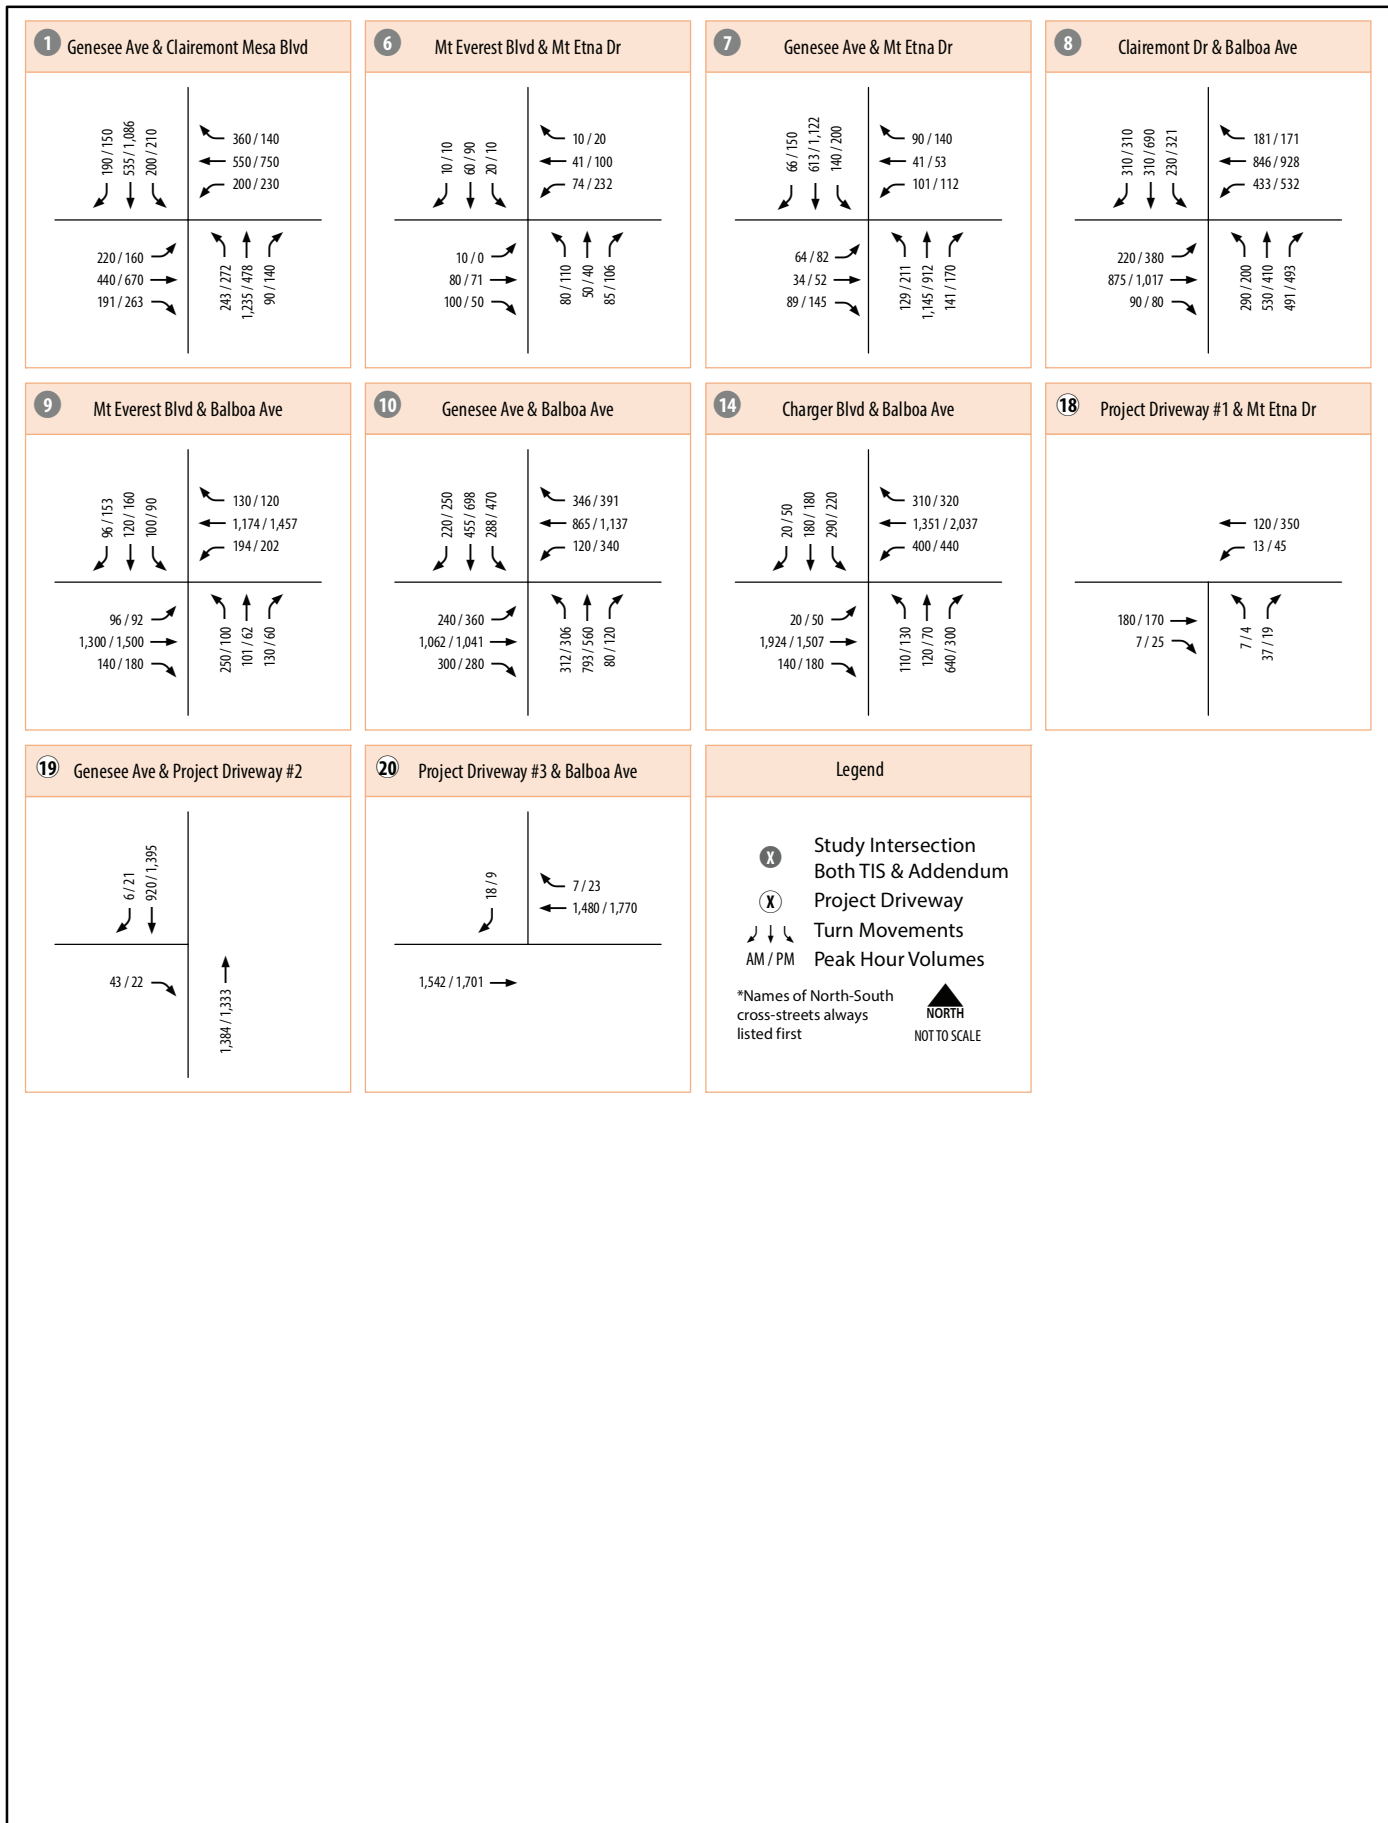 1 Genesee Ave & Clairemont Mesa Blvd
190 / 150
535 / 1,086
200 / 210
360 / 140
550 / 750
200 / 230
220 / 160
440 / 670
191 / 263
243 / 272
1,235 / 478
90 / 140
6 Mt Everest Blvd & Mt Etna Dr
10 / 10
60 / 90
20 / 10
10 / 20
41 / 100
74 / 232
10 / 0
80 / 71
100 / 50
80 / 110
50 / 40
85 / 106
7 Genesee Ave & Mt Etna Dr
66 / 150
613 / 1,122
140 / 200
90 / 140
41 / 53
101 / 112
64 / 82
34 / 52
89 / 145
129 / 211
1,145 / 912
141 / 170
8 Clairemont Dr & Balboa Ave
310 / 310
310 / 690
230 / 321
181 / 171
846 / 928
433 / 532
220 / 380
875 / 1,017
90 / 80
290 / 200
530 / 410
491 / 493
9 Mt Everest Blvd & Balboa Ave
96 / 153
120 / 160
100 / 90
130 / 120
1,174 / 1,457
194 / 202
96 / 92
1,300 / 1,500
140 / 180
250 / 100
101 / 62
130 / 60
10 Genesee Ave & Balboa Ave
220 / 250
455 / 698
288 / 470
346 / 391
865 / 1,137
120 / 340
240 / 360
1,062 / 1,041
300 / 280
312 / 306
793 / 560
80 / 120
14 Charger Blvd & Balboa Ave
20 / 50
180 / 180
290 / 220
310 / 320
1,351 / 2,037
400 / 440
20 / 50
1,924 / 1,507
140 / 180
110 / 130
120 / 70
640 / 300
18 Project Driveway #1 & Mt Etna Dr
120 / 350
13 / 45
180 / 170
7 / 25
7 / 4
37 / 19
19 Genesee Ave & Project Driveway #2
6 / 21
920 / 1,395
43 / 22
1,384 / 1,333
20 Project Driveway #3 & Balboa Ave
18 / 9
7 / 23
1,480 / 1,770
1,542 / 1,701
Legend
X Study Intersection
Both TIS & Addendum
X Project Driveway
Turn Movements
AM / PM Peak Hour Volumes
*Names of North-South
cross-streets always
listed first
NORTH
NOT TO SCALE